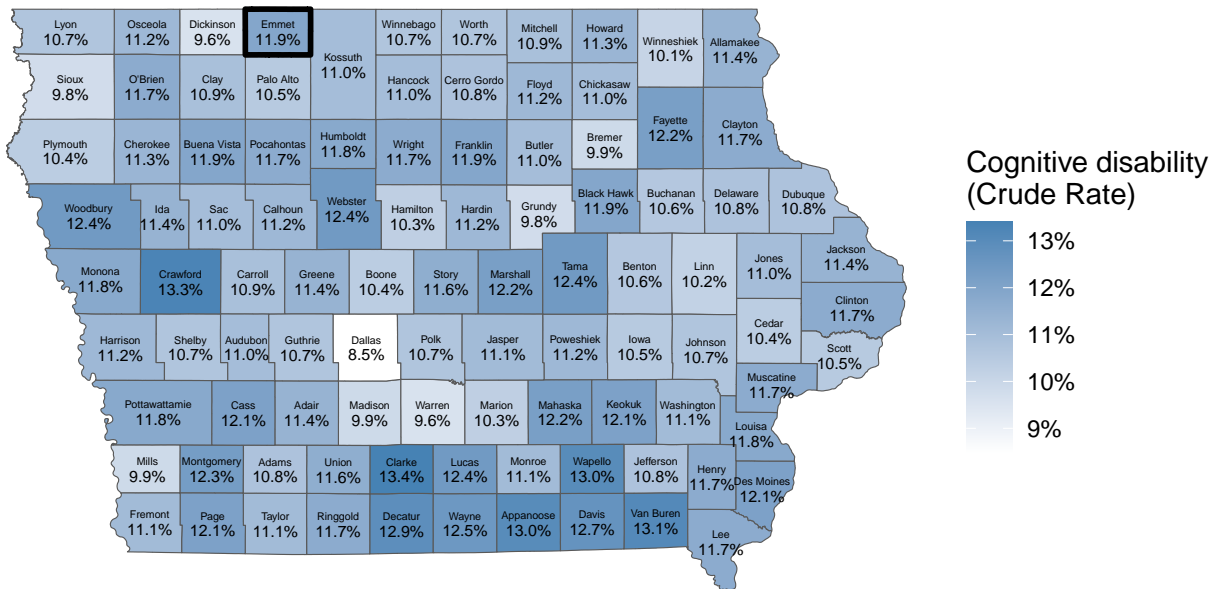 Lyon
10.7%
Osceola
11.2%
Dickinson
9.6%
Emmet
11.9%
Kossuth
11.0%
Winnebago
10.7%
Worth
10.7%
Mitchell
10.9%
Howard
11.3%
Winneshiek
10.1%
Allamakee
11.4%
Sioux
9.8%
O'Brien
11.7%
Clay
10.9%
Palo Alto
10.5%
Hancock
11.0%
Cerro Gordo
10.8%
Floyd
11.2%
Chickasaw
11.0%
Fayette
12.2%
Clayton
11.7%
Plymouth
10.4%
Cherokee
11.3%
Buena Vista
11.9%
Pocahontas
11.7%
Humboldt
11.8%
Wright
11.7%
Franklin
11.9%
Butler
11.0%
Bremer
9.9%
Woodbury
12.4%
Ida
11.4%
Sac
11.0%
Calhoun
11.2%
Webster
12.4%
Hamilton
10.3%
Hardin
11.2%
Grundy
9.8%
Black Hawk
11.9%
Buchanan
10.6%
Delaware
10.8%
Dubuque
10.8%
Monona
11.8%
Crawford
13.3%
Carroll
10.9%
Greene
11.4%
Boone
10.4%
Story
11.6%
Marshall
12.2%
Tama
12.4%
Benton
10.6%
Linn
10.2%
Jones
11.0%
Jackson
11.4%
Clinton
11.7%
Harrison
11.2%
Shelby
10.7%
Audubon
11.0%
Guthrie
10.7%
Dallas
8.5%
Polk
10.7%
Jasper
11.1%
Poweshiek
11.2%
Iowa
10.5%
Johnson
10.7%
Cedar
10.4%
Scott
10.5%
Muscatine
11.7%
Pottawattamie
11.8%
Cass
12.1%
Adair
11.4%
Madison
9.9%
Warren
9.6%
Marion
10.3%
Mahaska
12.2%
Keokuk
12.1%
Washington
11.1%
Louisa
11.8%
Mills
9.9%
Montgomery
12.3%
Adams
10.8%
Union
11.6%
Clarke
13.4%
Lucas
12.4%
Monroe
11.1%
Wapello
13.0%
Jefferson
10.8%
Henry
11.7%
Des Moines
12.1%
Fremont
11.1%
Page
12.1%
Taylor
11.1%
Ringgold
11.7%
Decatur
12.9%
Wayne
12.5%
Appanoose
13.0%
Davis
12.7%
Van Buren
13.1%
Lee
11.7%
Cognitive disability
(Crude Rate)
13%
12%
11%
10%
9%